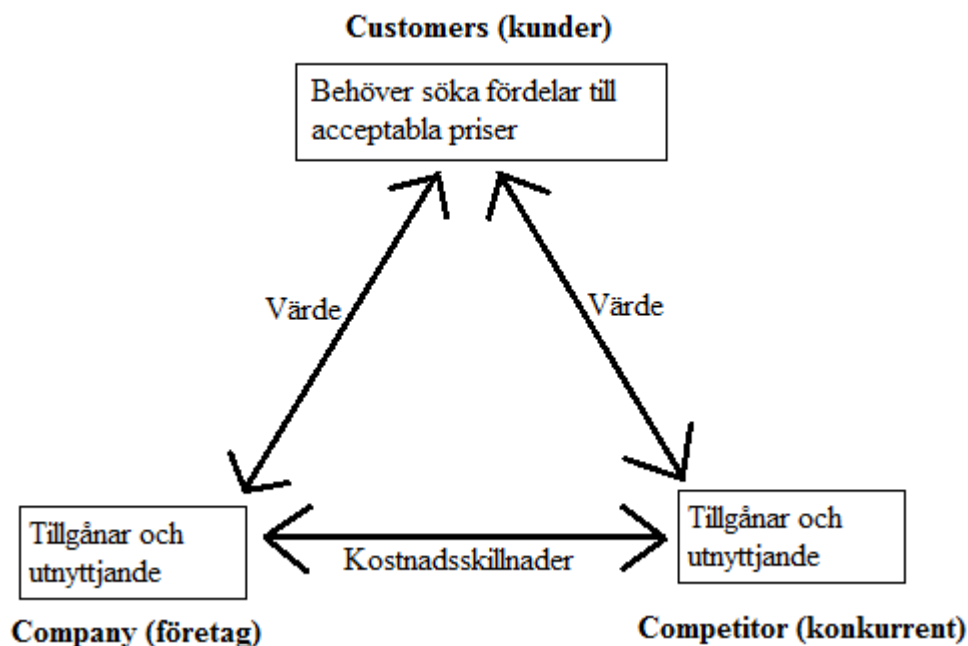 Customers (kunder)
Behöver söka fördelar till
acceptabla priser
Värde
Värde
Tillgånar och
utnyttjande
Kostnadsskillnader
Tillgånar och
utnyttjande
Company (företag)
Competitor (konkurrent)